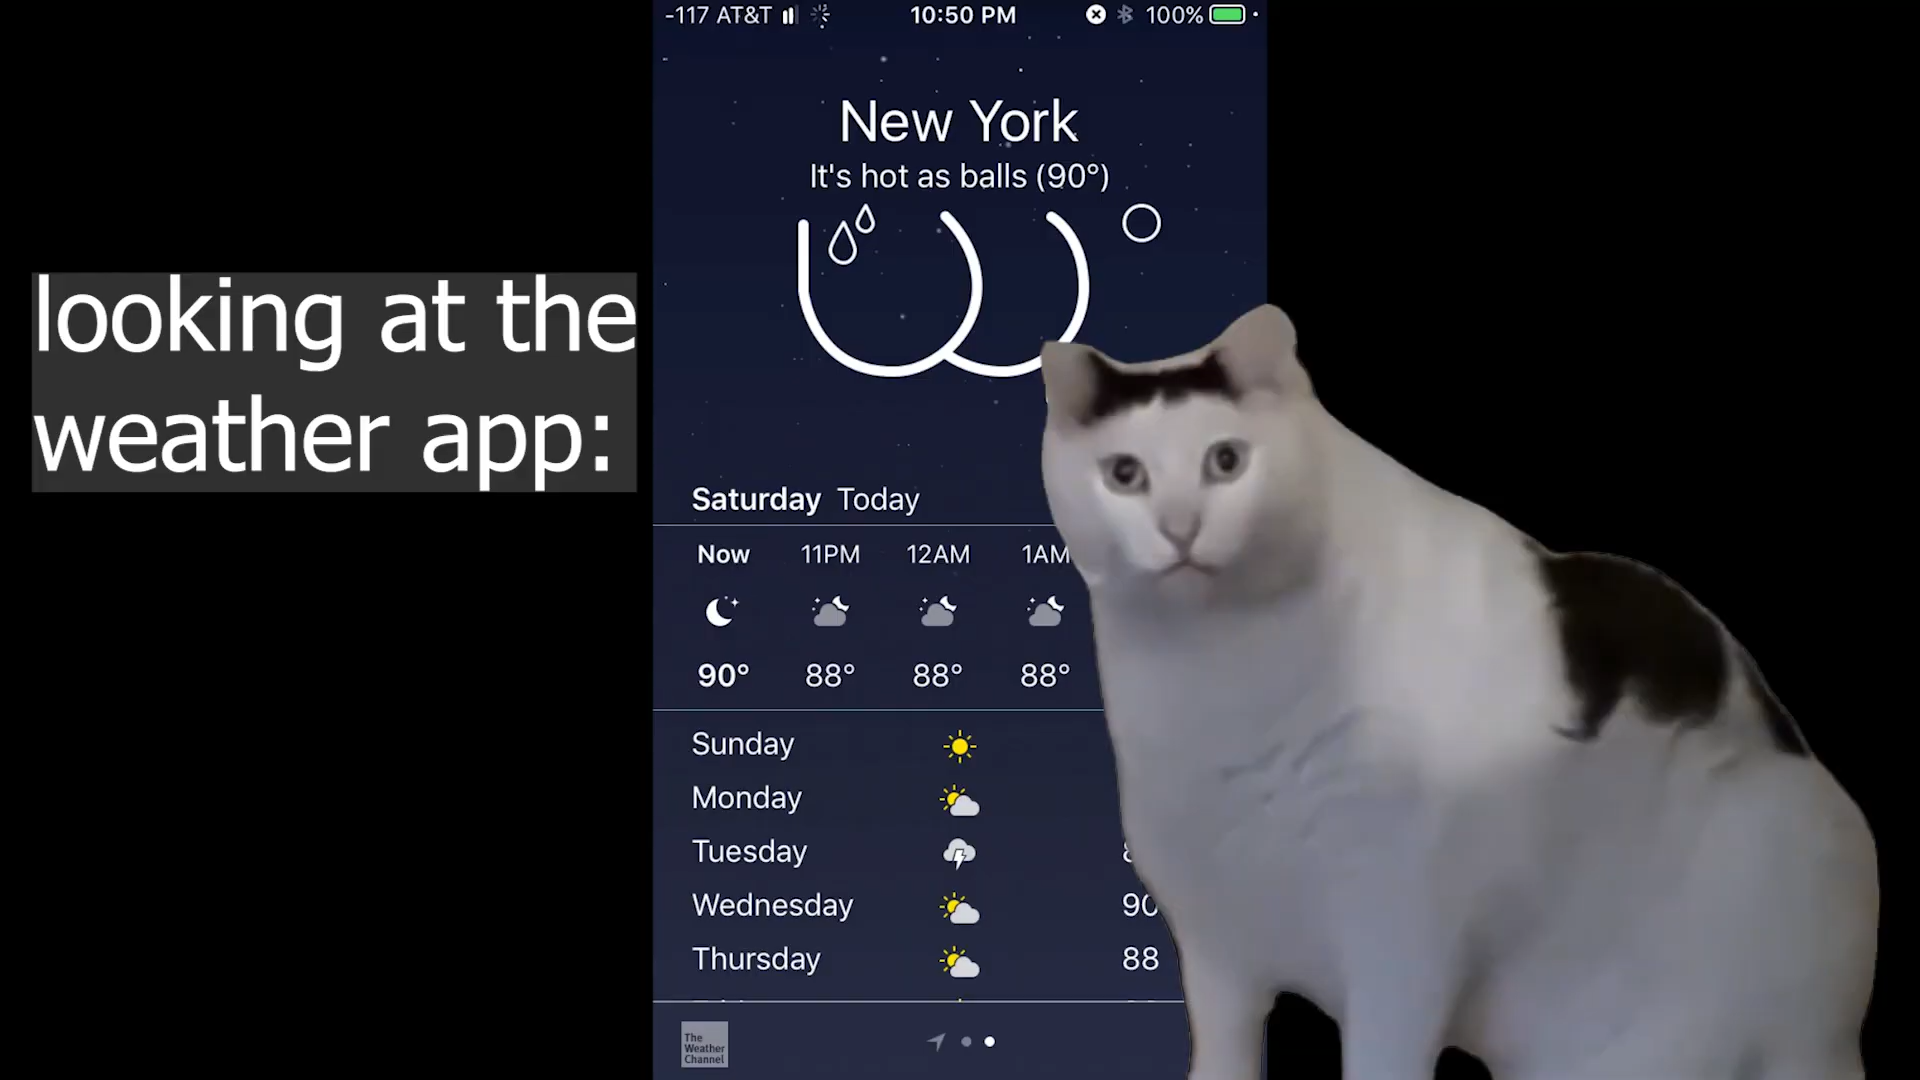 -117 AT&T 10:50 PM 100%
New York
It's hot as balls (90°)
looking at the
weather app:
Saturday Today
Now 11PM 12AM 1AM
90° 88° 88° 88°
Sunday
Monday
Tuesday
Wednesday 90
Thursday 88
The
Weather
Channel